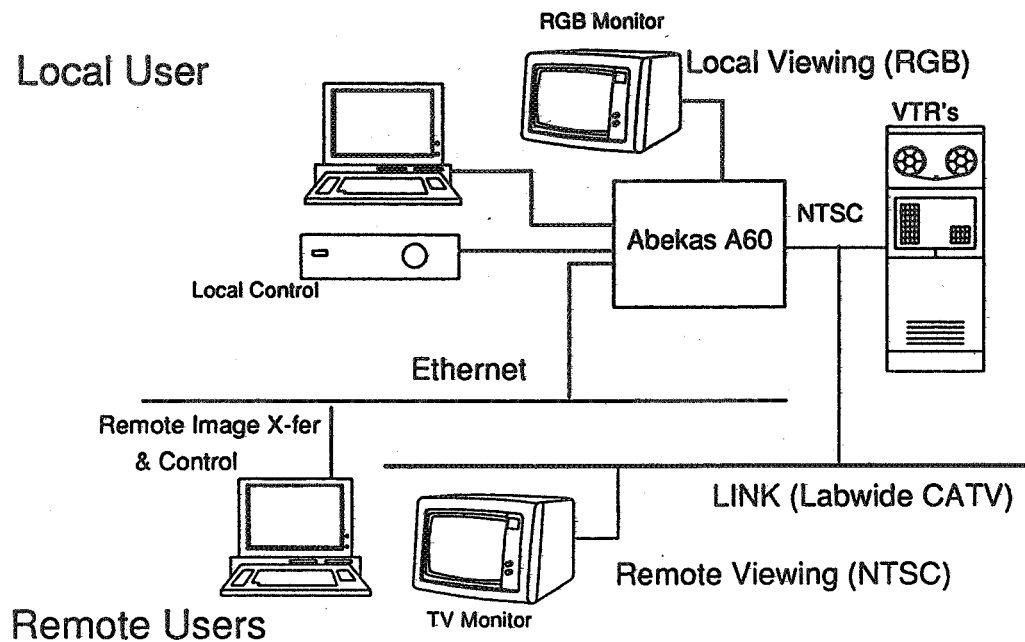 RGB Monitor
Local User
Local Viewing (RGB)
VTR's
NTSC
Abekas A60
Local Control
Ethernet
Remote Image X-fer
& Control
LINK (Labwide CATV)
Remote Viewing (NTSC)
TV Monitor
Remote Users